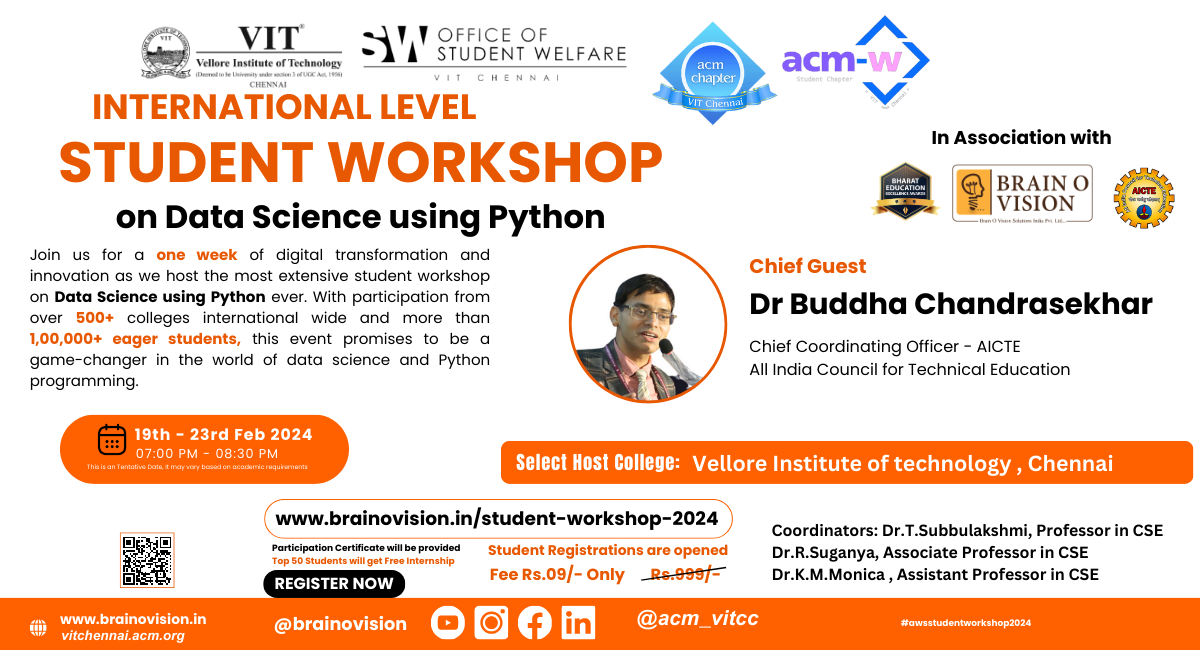 VIT®
Vellore Institute of Technology
(Deemed to be University under section 3 of UGC Act, 1956)
CHENNAI
SW OFFICE OF
STUDENT WELFARE
VIT CHENNAI
acm
chapter
VIT Chennai
acm-w
Student Chapter
INTERNATIONAL LEVEL
STUDENT WORKSHOP
on Data Science using Python
In Association with
BHARAT
EDUCATION
EXCELLENCE AWARDS
BRAIN O
VISION
Brain O Vision Solutions India Pvt. Ltd...
AICTE
Join us for a one week of digital transformation and
innovation as we host the most extensive student workshop
on Data Science using Python ever. With participation from
over 500+ colleges international wide and more than
1,00,000+ eager students, this event promises to be a
game-changer in the world of data science and Python
programming.
Chief Guest
Dr Buddha Chandrasekhar
Chief Coordinating Officer - AICTE
All India Council for Technical Education
19th - 23rd Feb 2024
07:00 PM - 08:30 PM
This is an Tentative Date, it may vary based on academic requirements
Select Host College: Vellore Institute of technology , Chennai
www.brainovision.in/student-workshop-2024
Participation Certificate will be provided
Top 50 Students will get Free Internship
REGISTER NOW
Student Registrations are opened
Fee Rs.09/- Only Rs.999/-
Coordinators: Dr.T.Subbulakshmi, Professor in CSE
Dr.R.Suganya, Associate Professor in CSE
Dr.K.M.Monica , Assistant Professor in CSE
www.brainovision.in
vitchennai.acm.org
@brainovision
@acm_vitcc
#awsstudentworkshop2024